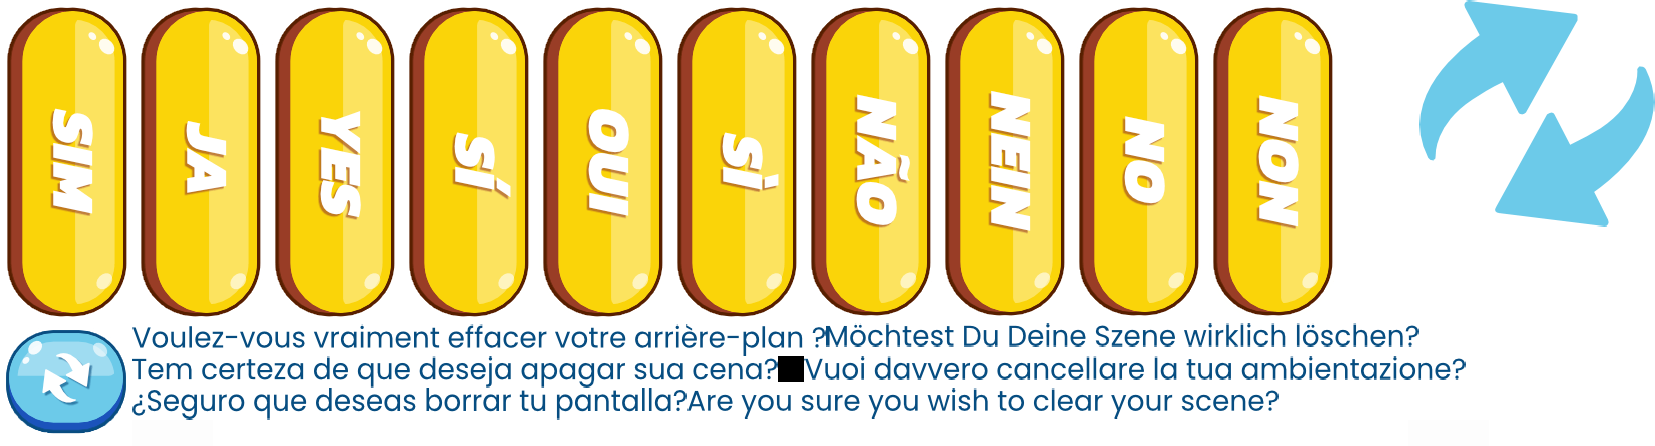 SIM
JA
YES
SÍ
OUI
SÌ
NÃO
NEIN
NO
NON
Voulez-vous vraiment effacer votre arrière-plan ?Möchtest Du Deine Szene wirklich löschen?
Tem certeza de que deseja apagar sua cena? Vuoi davvero cancellare la tua ambientazione?
¿Seguro que deseas borrar tu pantalla?Are you sure you wish to clear your scene?